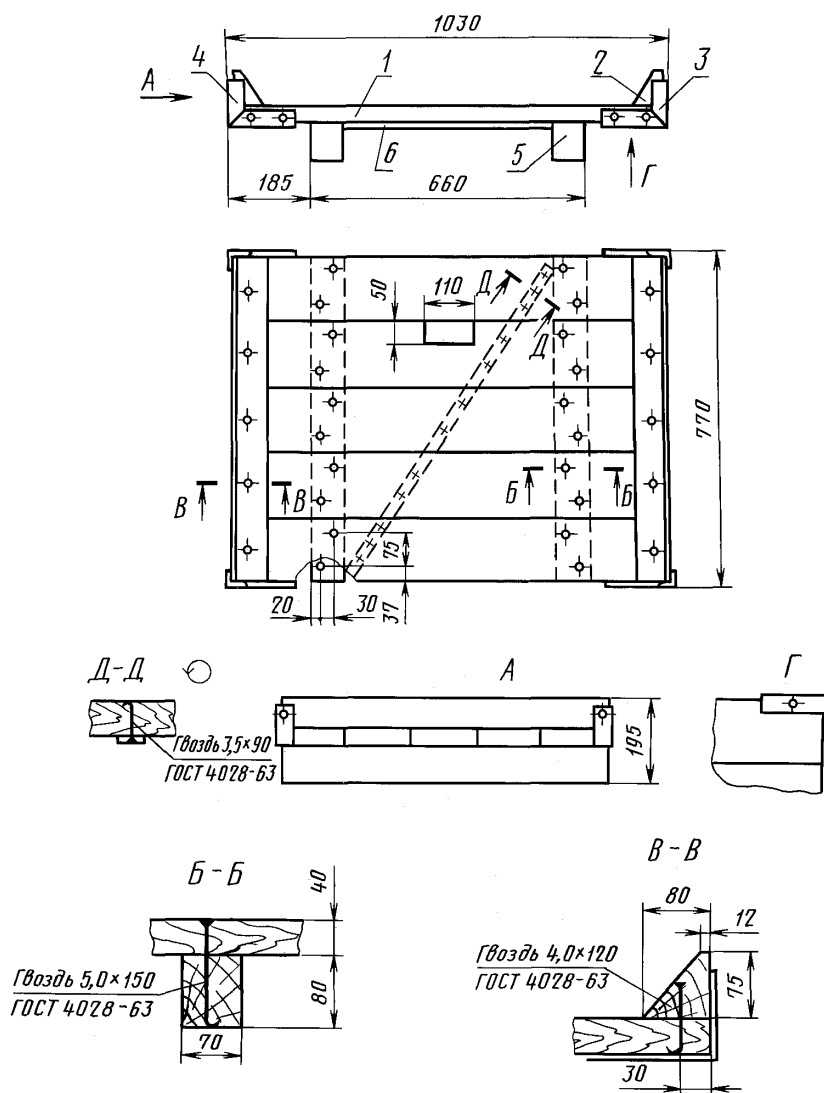 1030
4
1
2
3
А
6
5
Г
185
660
50
110
Д
Д
770
В
В
Б
Б
75
20
30
37
Д-Д
А
Г
Гвоздь 3,5×90
ГОСТ 4028-63
195
Б-Б
40
Гвоздь 5,0×150
ГОСТ 4028-63
80
70
В-В
80
12
Гвоздь 4,0×120
ГОСТ 4028-63
75
30